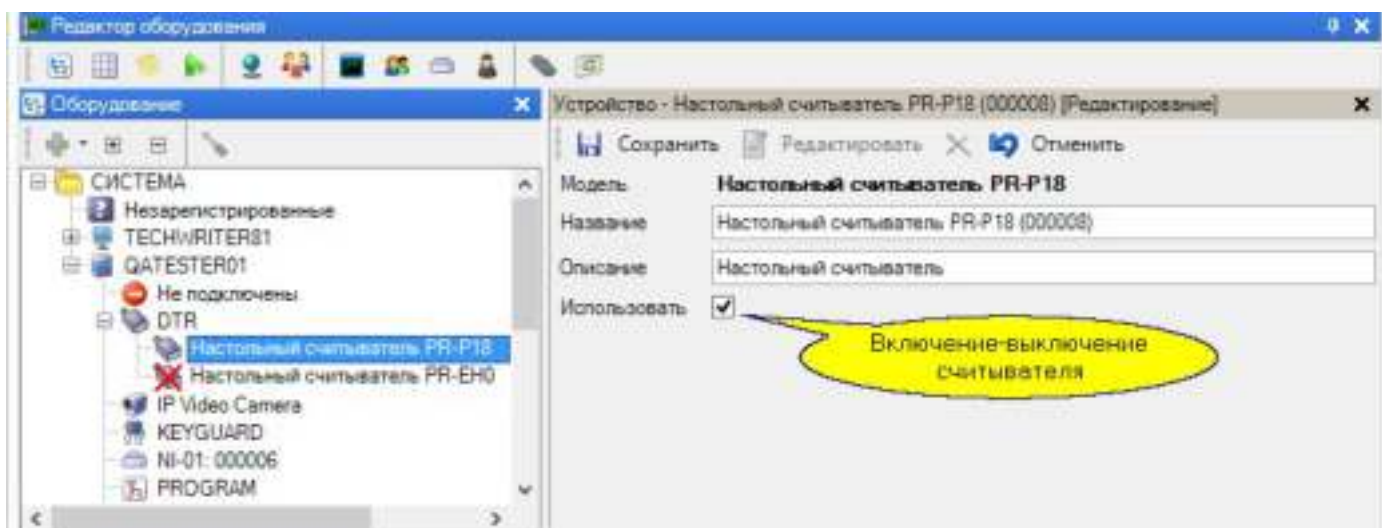 Редактор оборудования
Оборудование
СИСТЕМА
Незарегистрированные
TECHWRITER81
QATESTER01
Не подключены
DTR
Настольный считыватель PR-P18
Настольный считыватель PR-EH0
IP Video Camera
KEYGUARD
NI-01: 000006
PROGRAM
Устройство - Настольный считыватель PR-P18 (000008) [Редактирование]
Сохранить Редактировать Отменить
Модель Настольный считыватель PR-P18
Название Настольный считыватель PR-P18 (000008)
Описание Настольный считыватель
Использовать
Включение-выключение
считывателя